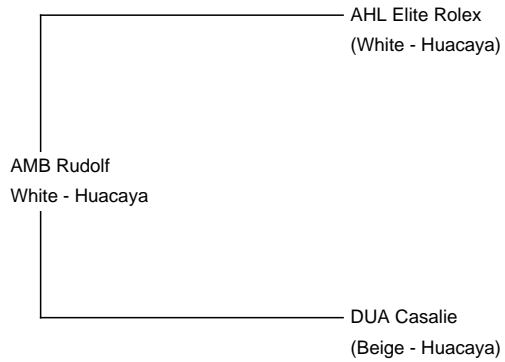 AHL Elite Rolex
(White - Huacaya)
AMB Rudolf
White - Huacaya
DUA Casalie
(Beige - Huacaya)